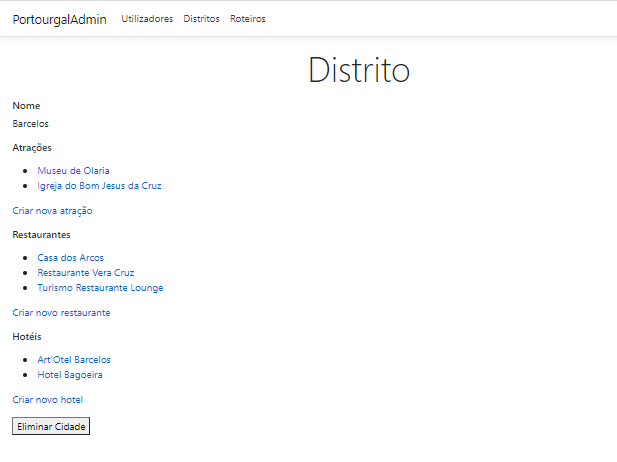 PortourgalAdmin Utilizadores Distritos Roteiros
Distrito
Nome
Barcelos
Atrações
Museu de Olaria
Igreja do Bom Jesus da Cruz
Criar nova atração
Restaurantes
Casa dos Arcos
Restaurante Vera Cruz
Turismo Restaurante Lounge
Criar novo restaurante
Hotéis
Art'Otel Barcelos
Hotel Bagoeira
Criar novo hotel
Eliminar Cidade